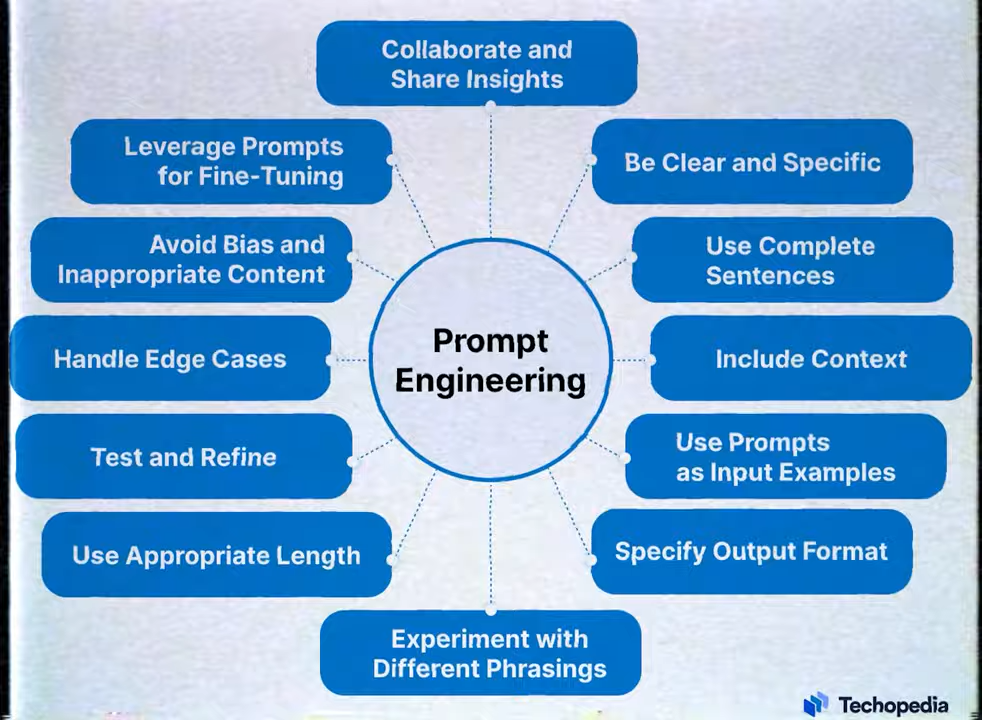 Collaborate and
Share Insights
Leverage Prompts
for Fine-Tuning
Be Clear and Specific
Avoid Bias and
Inappropriate Content
Use Complete
Sentences
Handle Edge Cases
Prompt
Engineering
Include Context
Test and Refine
Use Prompts
as Input Examples
Use Appropriate Length
Specify Output Format
Experiment with
Different Phrasings
Techopedia